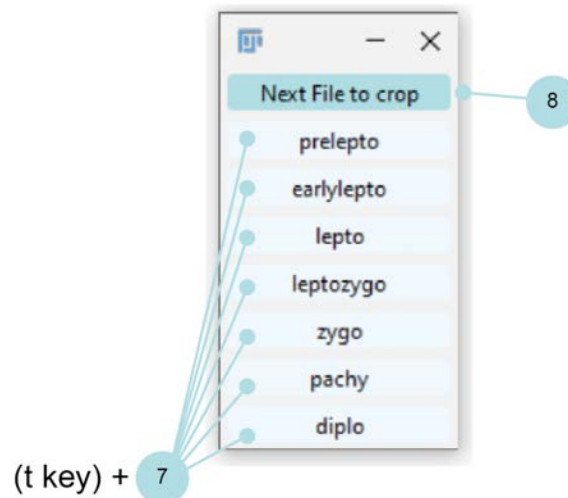 Next File to crop
8
prelepto
earlylepto
lepto
leptozygo
zygo
pachy
diplo
(t key) + 7